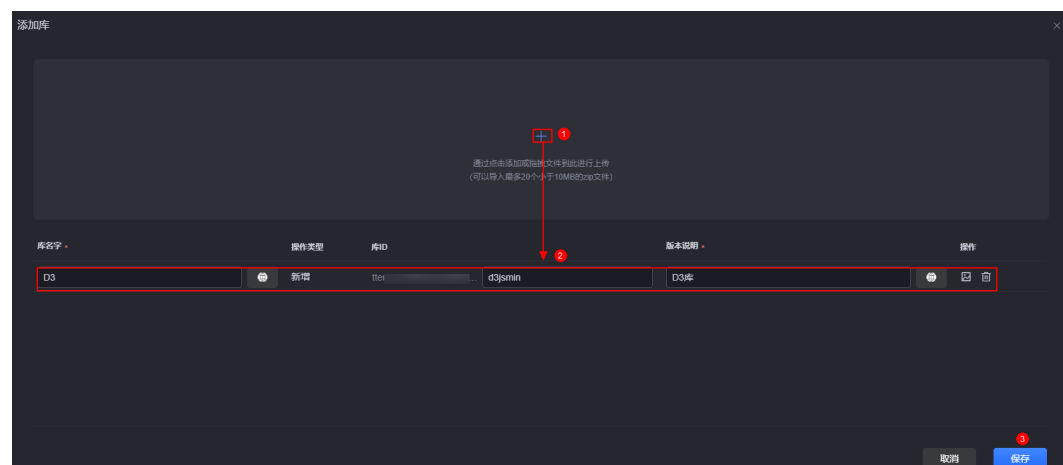 添加库
1
通过点击添加或拖拽文件到此进行上传
(可以导入最多20个小于10MB的zip文件)
库名字 * 操作类型 库ID 版本说明 * 操作
2
D3 新增 d3jsmin D3库
3
取消 保存